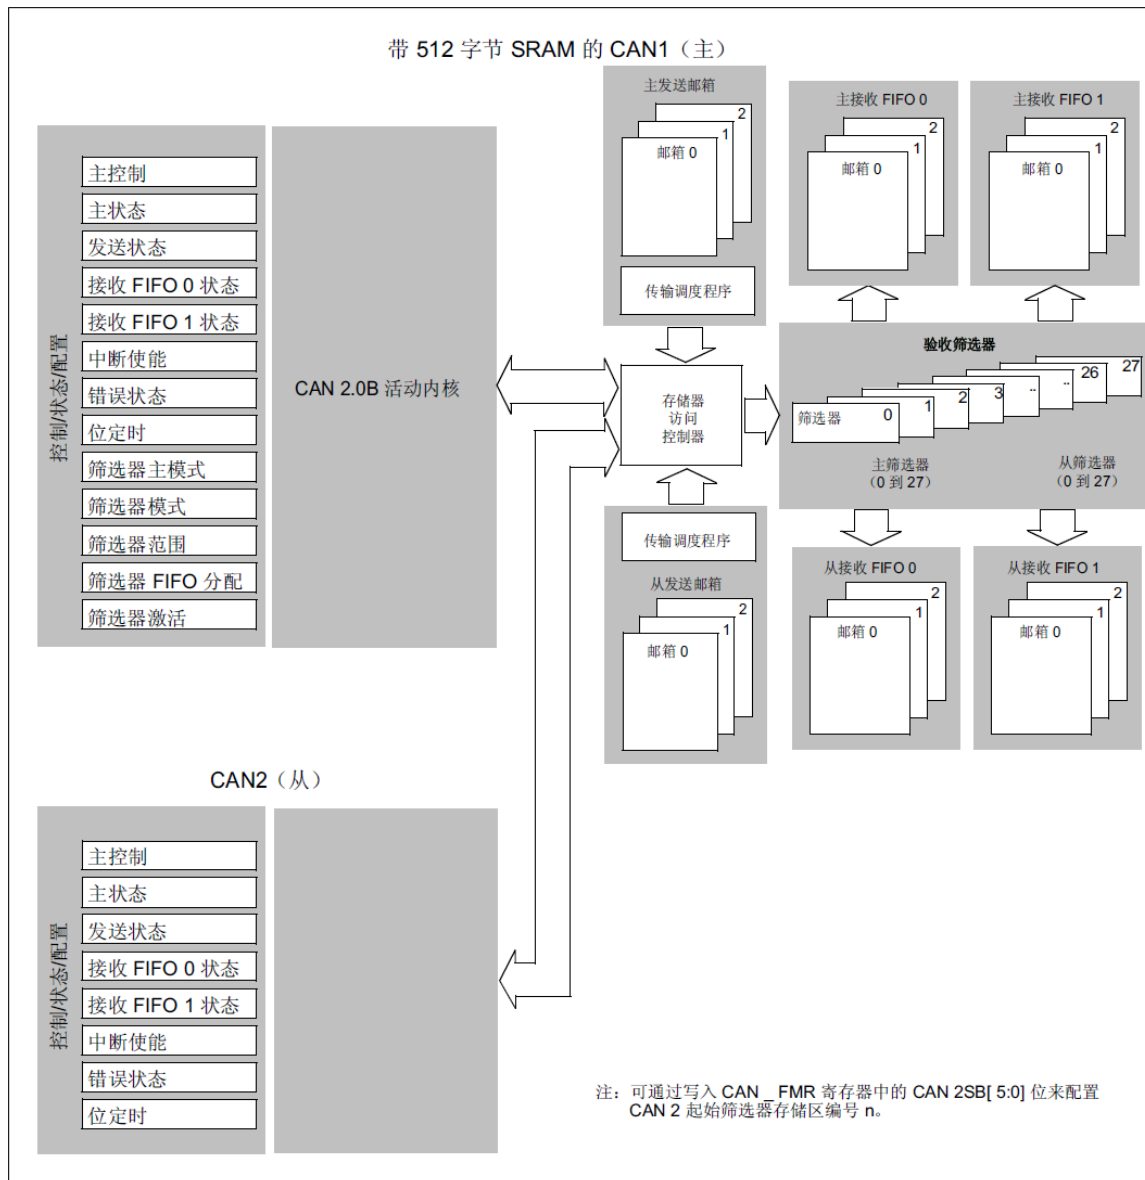 带 512 字节 SRAM 的 CAN1（主）
控制/状态/配置
主控制
主状态
发送状态
接收 FIFO 0 状态
接收 FIFO 1 状态
中断使能
错误状态
位定时
筛选器主模式
筛选器模式
筛选器范围
筛选器 FIFO 分配
筛选器激活
CAN 2.0B 活动内核
主发送邮箱
2
1
邮箱 0
传输调度程序
主接收 FIFO 0
2
1
邮箱 0
主接收 FIFO 1
2
1
邮箱 0
存储器
访问
控制器
验收筛选器
筛选器 0
1
2
3
..
..
26
27
主筛选器
（0 到 27）
从筛选器
（0 到 27）
传输调度程序
从发送邮箱
2
1
邮箱 0
从接收 FIFO 0
2
1
邮箱 0
从接收 FIFO 1
2
1
邮箱 0
CAN2（从）
控制/状态/配置
主控制
主状态
发送状态
接收 FIFO 0 状态
接收 FIFO 1 状态
中断使能
错误状态
位定时
注：可通过写入 CAN _ FMR 寄存器中的 CAN 2SB[ 5:0] 位来配置
CAN 2 起始筛选器存储区编号 n。